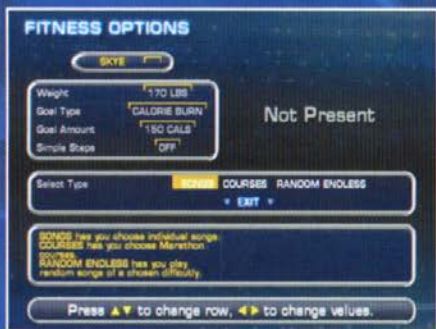 FITNESS OPTIONS
SKYE
Weight 170 LBS
Goal Type CALORIE BURN
Not Present
Goal Amount 150 CALS
Simple Steps OFF
Select Type SONGS COURSES RANDOM ENDLESS
EXIT
SONGS has you choose individual songs.
COURSES has you choose Marathon
courses.
RANDOM ENDLESS has you play
random songs of a chosen difficulty.
Press ▲▼ to change row, ◀▶ to change values.